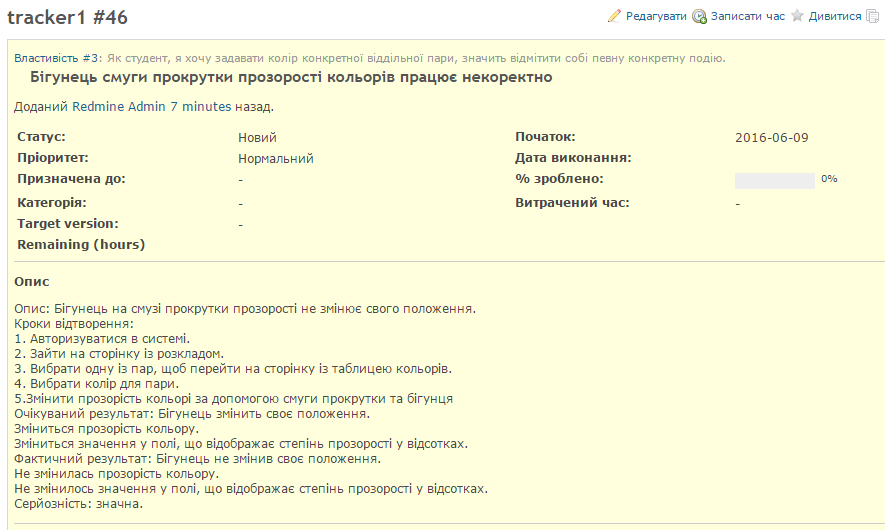 tracker1 #46
Редагувати Записати час Дивитися
Властивість #3: Як студент, я хочу задавати колір конкретної віддільної пари, значить відмітити собі певну конкретну подію.
Бігунець смуги прокрутки прозорості кольорів працює некоректно
Доданий Redmine Admin 7 minutes назад.
Статус: Новий Початок: 2016-06-09
Пріоритет: Нормальний Дата виконання:
Призначена до: - % зроблено: 0%
Категорія: - Витрачений час: -
Target version: -
Remaining (hours)
Опис
Опис: Бігунець на смузі прокрутки прозорості не змінює свого положення.
Кроки відтворення:
1. Авторизуватися в системі.
2. Зайти на сторінку із розкладом.
3. Вибрати одну із пар, щоб перейти на сторінку із таблицею кольорів.
4. Вибрати колір для пари.
5.Змінити прозорість кольорі за допомогою смуги прокрутки та бігунця
Очікуваний результат: Бігунець змінить своє положення.
Зміниться прозорість кольору.
Зміниться значення у полі, що відображає степінь прозорості у відсотках.
Фактичний результат: Бігунець не змінив своє положення.
Не змінилась прозорість кольору.
Не змінилось значення у полі, що відображає степінь прозорості у відсотках.
Серйозність: значна.